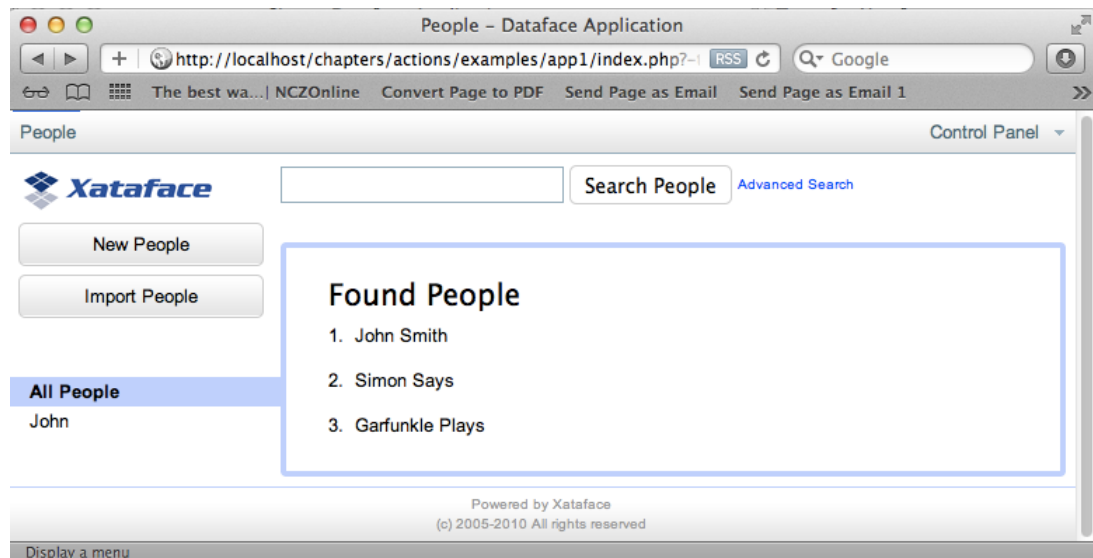 People – Dataface Application
http://localhost/chapters/actions/examples/app1/index.php?- RSS Google
The best wa...| NCZOnline Convert Page to PDF Send Page as Email Send Page as Email 1
People Control Panel
Xataface
Search People Advanced Search
New People
Import People
Found People
1. John Smith
2. Simon Says
3. Garfunkle Plays
All People
John
Powered by Xataface
(c) 2005-2010 All rights reserved
Display a menu